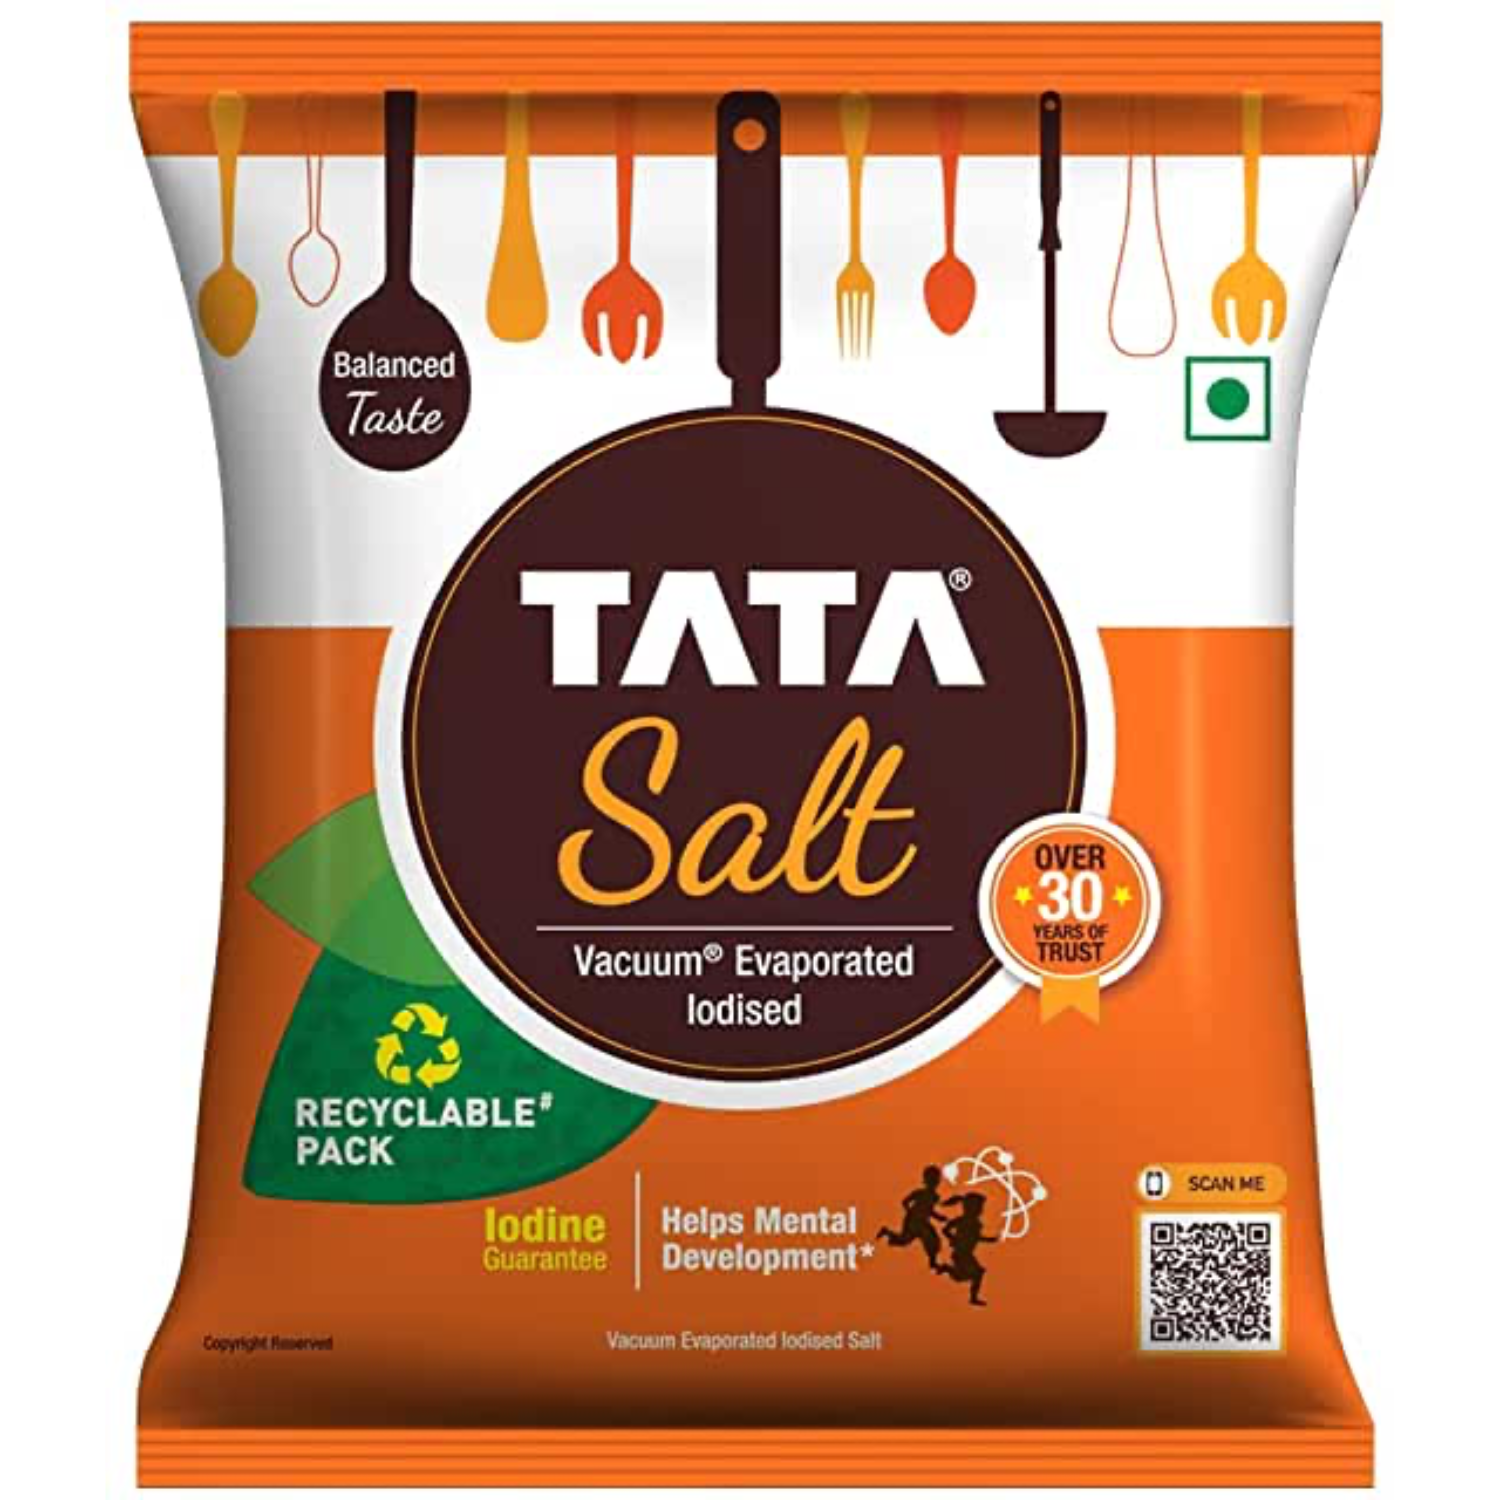 Balanced
Taste
TATA®
Salt
Vacuum® Evaporated
Iodised
OVER
30
YEARS OF
TRUST
RECYCLABLE#
PACK
Iodine
Guarantee
Helps Mental
Development*
SCAN ME
Copyright Reserved
Vacuum Evaporated Iodised Salt